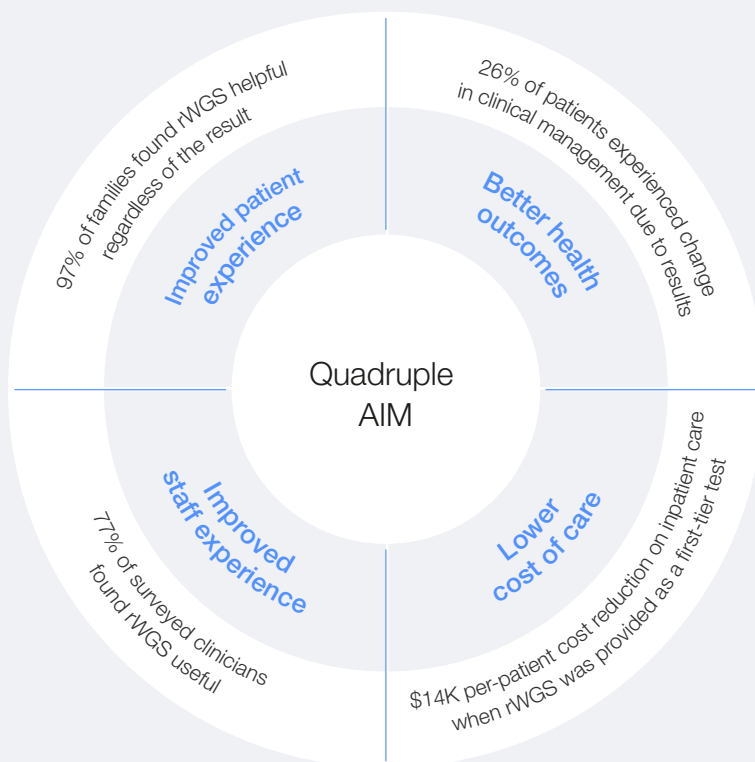 97% of families found rWGS helpful
regardless of the result
Improved patient
experience
26% of patients experienced change
in clinical management due to results
Better health
outcomes
Quadruple
AIM
Improved
staff experience
77% of surveyed clinicians
found rWGS useful
Lower
cost of care
$14K per-patient cost reduction on inpatient care
when rWGS was provided as a first-tier test